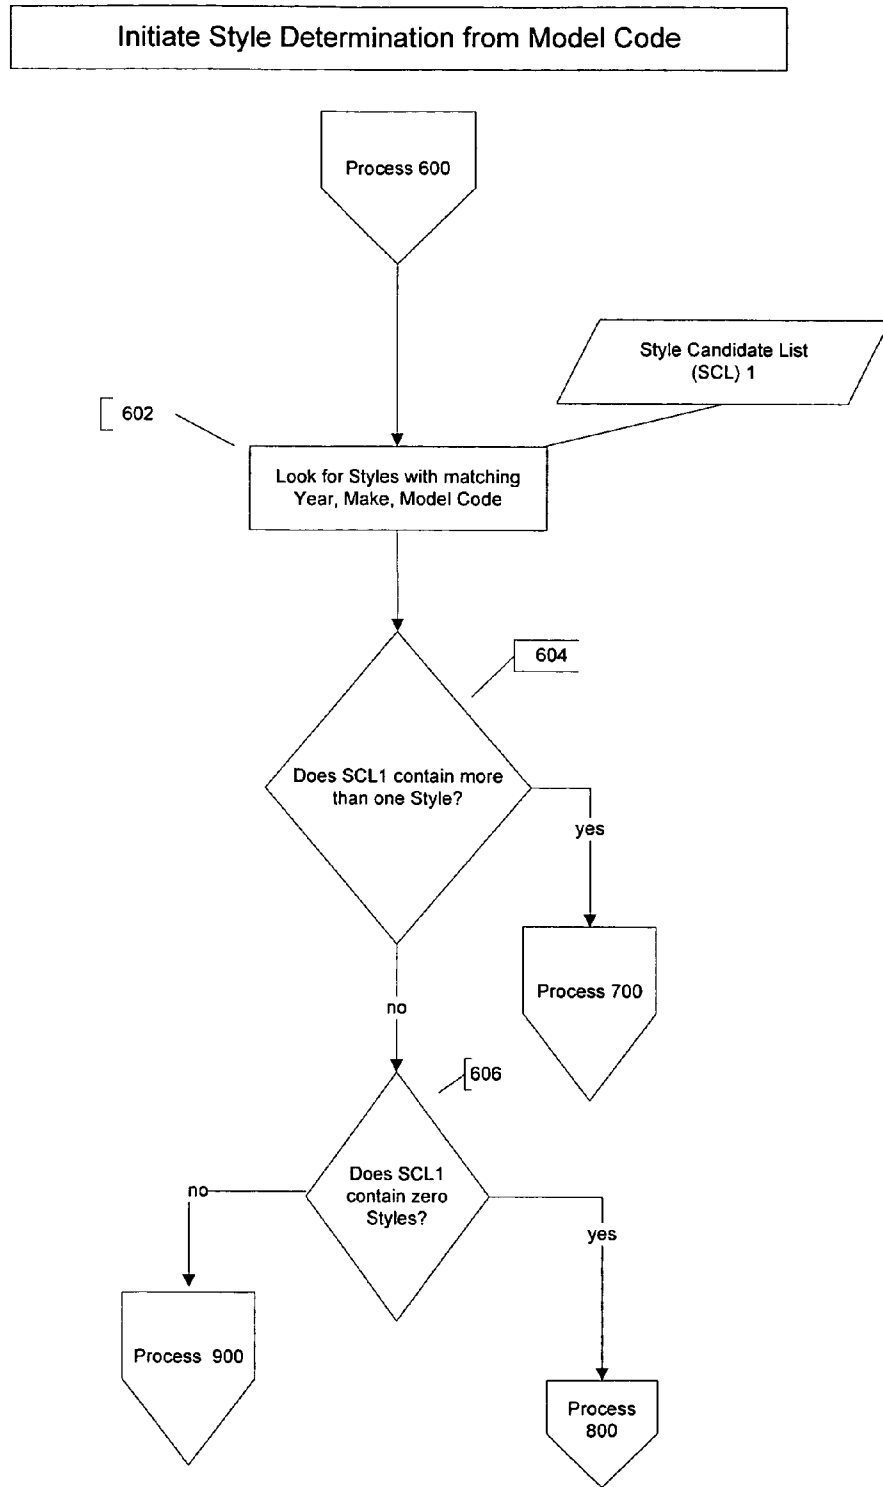 Initiate Style Determination from Model Code
Process 600
Style Candidate List
(SCL) 1
602
Look for Styles with matching
Year, Make, Model Code
604
Does SCL1 contain more
than one Style?
yes
Process 700
no
606
Does SCL1
contain zero
Styles?
no
yes
Process 900
Process
800